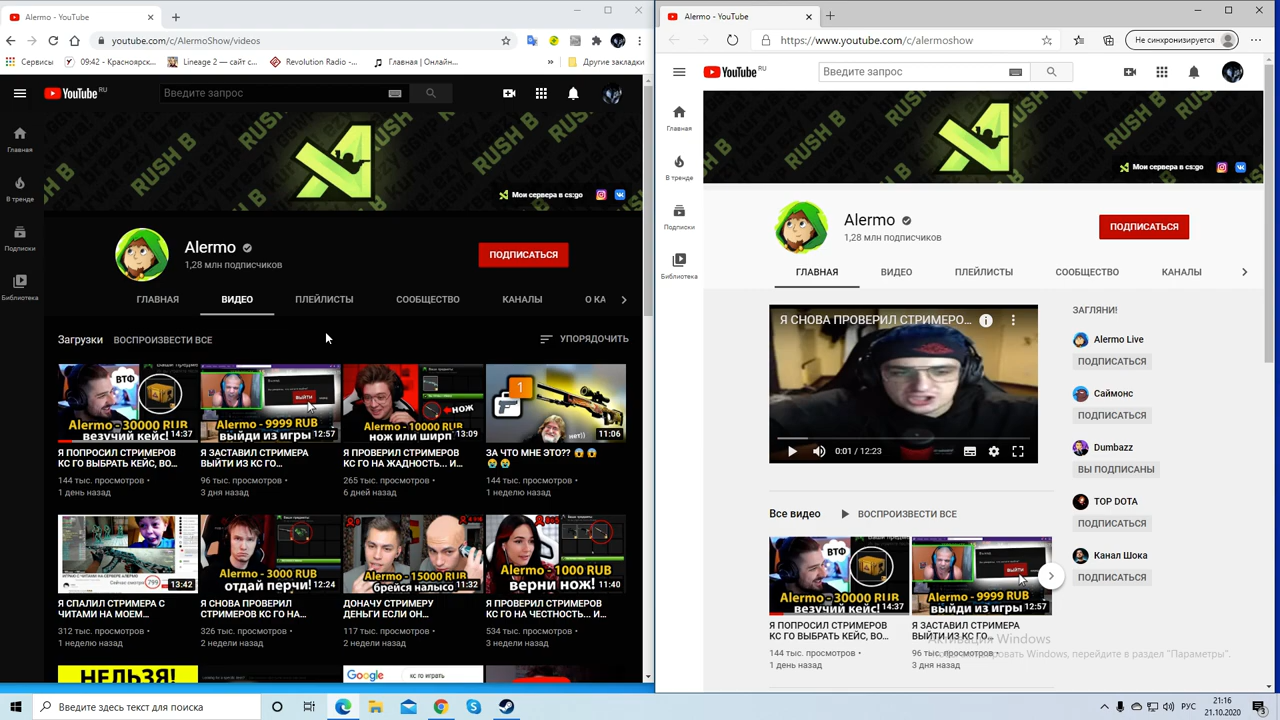 Alermo - YouTube
youtube.com/c/AlermoShow/videos
Сервисы
09:42 - Красноярск...
Lineage 2 — сайт с...
Revolution Radio -...
Главная | Онлайн...
»
Другие закладки
YouTube RU
Введите запрос
Главная
В тренде
Подписки
Библиотека
RUSH B
Мои сервера в cs:go
Alermo
1,28 млн подписчиков
ПОДПИСАТЬСЯ
ГЛАВНАЯ
ВИДЕО
ПЛЕЙЛИСТЫ
СООБЩЕСТВО
КАНАЛЫ
О КА
Загрузки
ВОСПРОИЗВЕСТИ ВСЕ
УПОРЯДОЧИТЬ
ВТФ
Alermo - 30000 RUB
везучий кейс!
14:37
Я ПОПРОСИЛ СТРИМЕРОВ
КС ГО ВЫБРАТЬ КЕЙС, ВО...
144 тыс. просмотров •
1 день назад
ВЫЙТИ
Alermo - 9999 RUB
выйди из игры
12:57
Я ЗАСТАВИЛ СТРИМЕРА
ВЫЙТИ ИЗ КС ГО...
96 тыс. просмотров •
3 дня назад
НОЖ
Alermo - 10000 RUB
нож или ширп
13:09
Я ПРОВЕРИЛ СТРИМЕРОВ
КС ГО НА ЖАДНОСТЬ... И...
265 тыс. просмотров •
6 дней назад
1
нет))
11:06
ЗА ЧТО МНЕ ЭТО?? 😱 😱
😭 😭
144 тыс. просмотров •
1 неделю назад
799
13:42
Я СПАЛИЛ СТРИМЕРА С
ЧИТАМИ НА МОЕМ...
312 тыс. просмотров •
1 неделю назад
Alermo - 3000 RUB
отдай перчи!
12:24
Я СНОВА ПРОВЕРИЛ
СТРИМЕРОВ КС ГО НА...
326 тыс. просмотров •
2 недели назад
Alermo - 15000 RUB
брейся налысо
11:32
ДОНАЧУ СТРИМЕРУ
ДЕНЬГИ ЕСЛИ ОН...
117 тыс. просмотров •
2 недели назад
Alermo - 1000 RUB
верни нож!
11:40
Я ПРОВЕРИЛ СТРИМЕРОВ
КС ГО НА ЧЕСТНОСТЬ... И...
534 тыс. просмотров •
3 недели назад
НЕЛЬЗЯ!
Google
кс го играть
Alermo - YouTube
https://www.youtube.com/c/alermoshow
Не синхронизируется
YouTube RU
Введите запрос
Главная
В тренде
Подписки
Библиотека
RUSH B
Мои сервера в cs:go
Alermo
1,28 млн подписчиков
ПОДПИСАТЬСЯ
ГЛАВНАЯ
ВИДЕО
ПЛЕЙЛИСТЫ
СООБЩЕСТВО
КАНАЛЫ
Я СНОВА ПРОВЕРИЛ СТРИМЕРО...
0:01 / 12:23
ЗАГЛЯНИ!
Alermo Live
ПОДПИСАТЬСЯ
Саймонс
ПОДПИСАТЬСЯ
Dumbazz
ВЫ ПОДПИСАНЫ
TOP DOTA
ПОДПИСАТЬСЯ
Канал Шока
ПОДПИСАТЬСЯ
Все видео
ВОСПРОИЗВЕСТИ ВСЕ
ВТФ
Alermo - 30000 RUB
везучий кейс!
14:37
Я ПОПРОСИЛ СТРИМЕРОВ
КС ГО ВЫБРАТЬ КЕЙС, ВО...
144 тыс. просмотров •
1 день назад
Alermo - 9999 RUB
выйди из игры
12:57
Я ЗАСТАВИЛ СТРИМЕРА
ВЫЙТИ ИЗ КС ГО...
96 тыс. просмотров •
3 дня назад
Активация Windows
Windows, перейдите в раздел "Параметры".
Введите здесь текст для поиска
РУС
21:16
21.10.2020
3